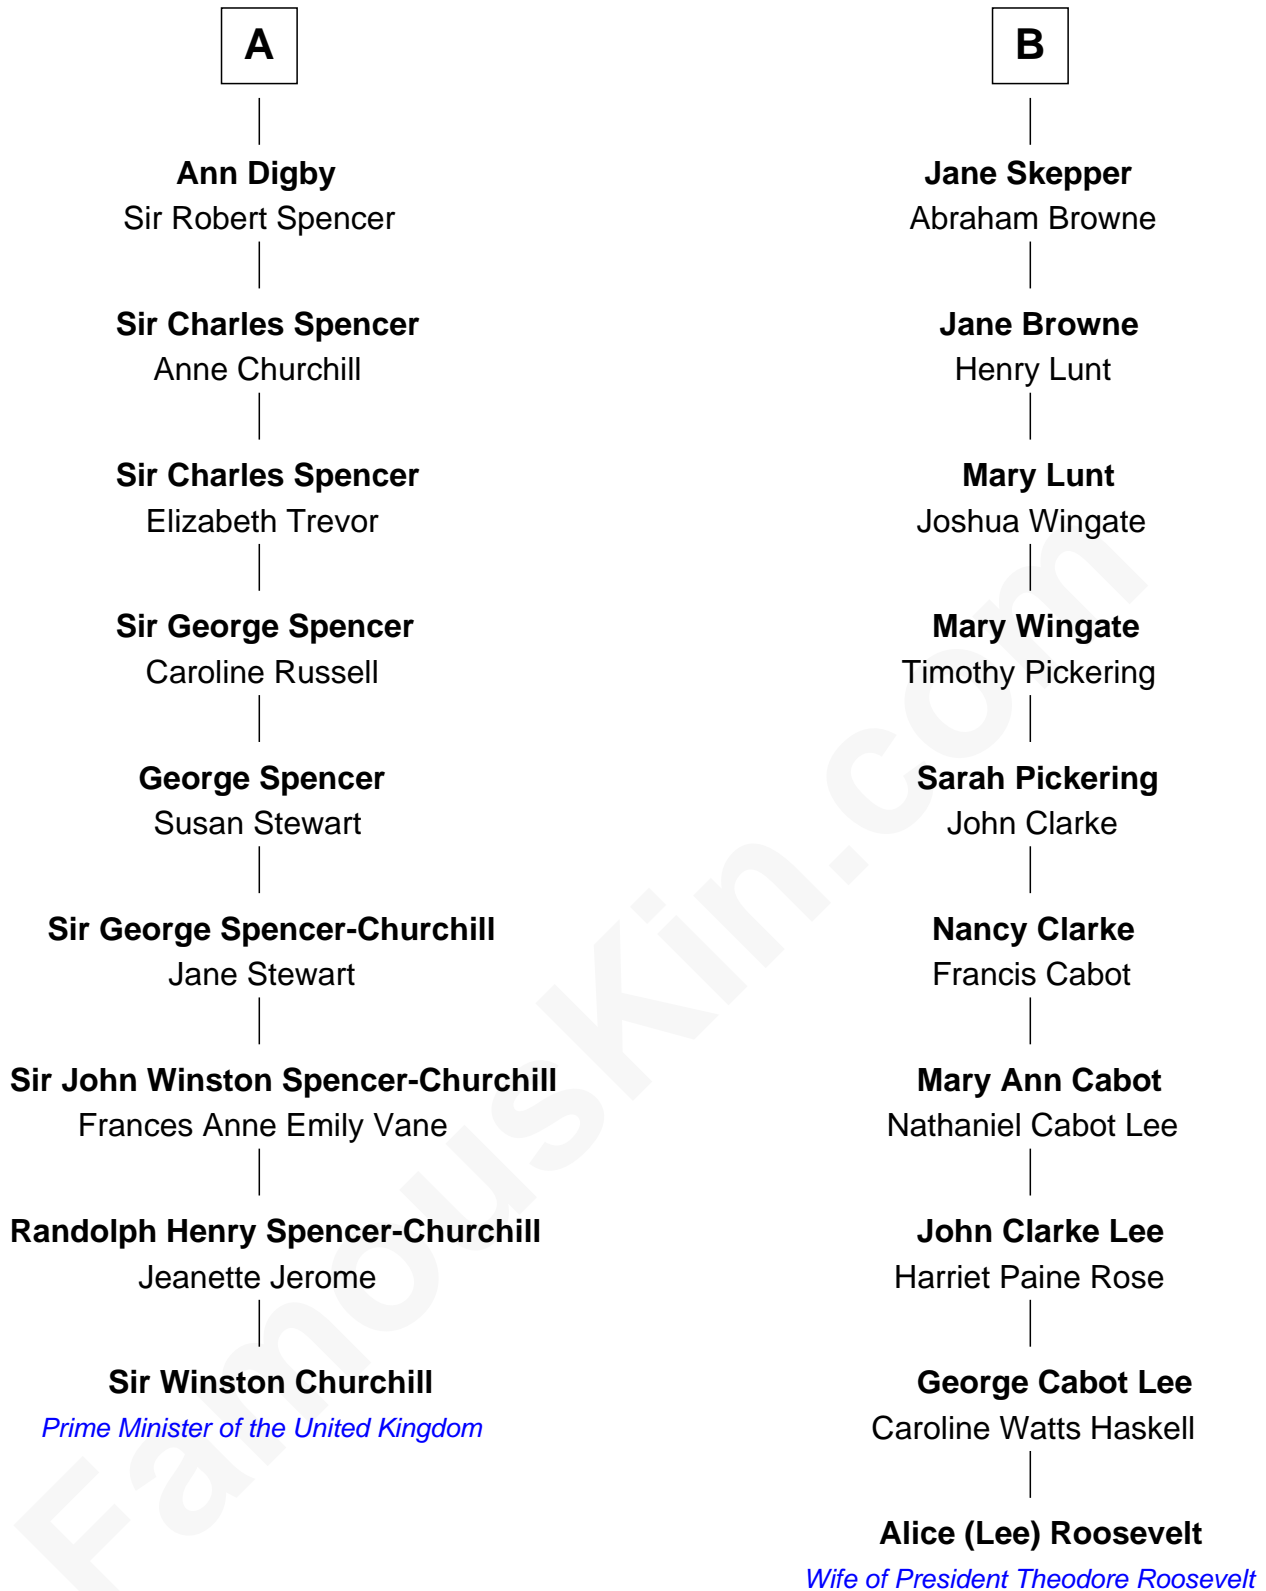 A
Ann Digby
Sir Robert Spencer
Sir Charles Spencer
Anne Churchill
Sir Charles Spencer
Elizabeth Trevor
Sir George Spencer
Caroline Russell
George Spencer
Susan Stewart
Sir George Spencer-Churchill
Jane Stewart
Sir John Winston Spencer-Churchill
Frances Anne Emily Vane
Randolph Henry Spencer-Churchill
Jeanette Jerome
Sir Winston Churchill
Prime Minister of the United Kingdom
B
Jane Skepper
Abraham Browne
Jane Browne
Henry Lunt
Mary Lunt
Joshua Wingate
Mary Wingate
Timothy Pickering
Sarah Pickering
John Clarke
Nancy Clarke
Francis Cabot
Mary Ann Cabot
Nathaniel Cabot Lee
John Clarke Lee
Harriet Paine Rose
George Cabot Lee
Caroline Watts Haskell
Alice (Lee) Roosevelt
Wife of President Theodore Roosevelt
FamousKin.com